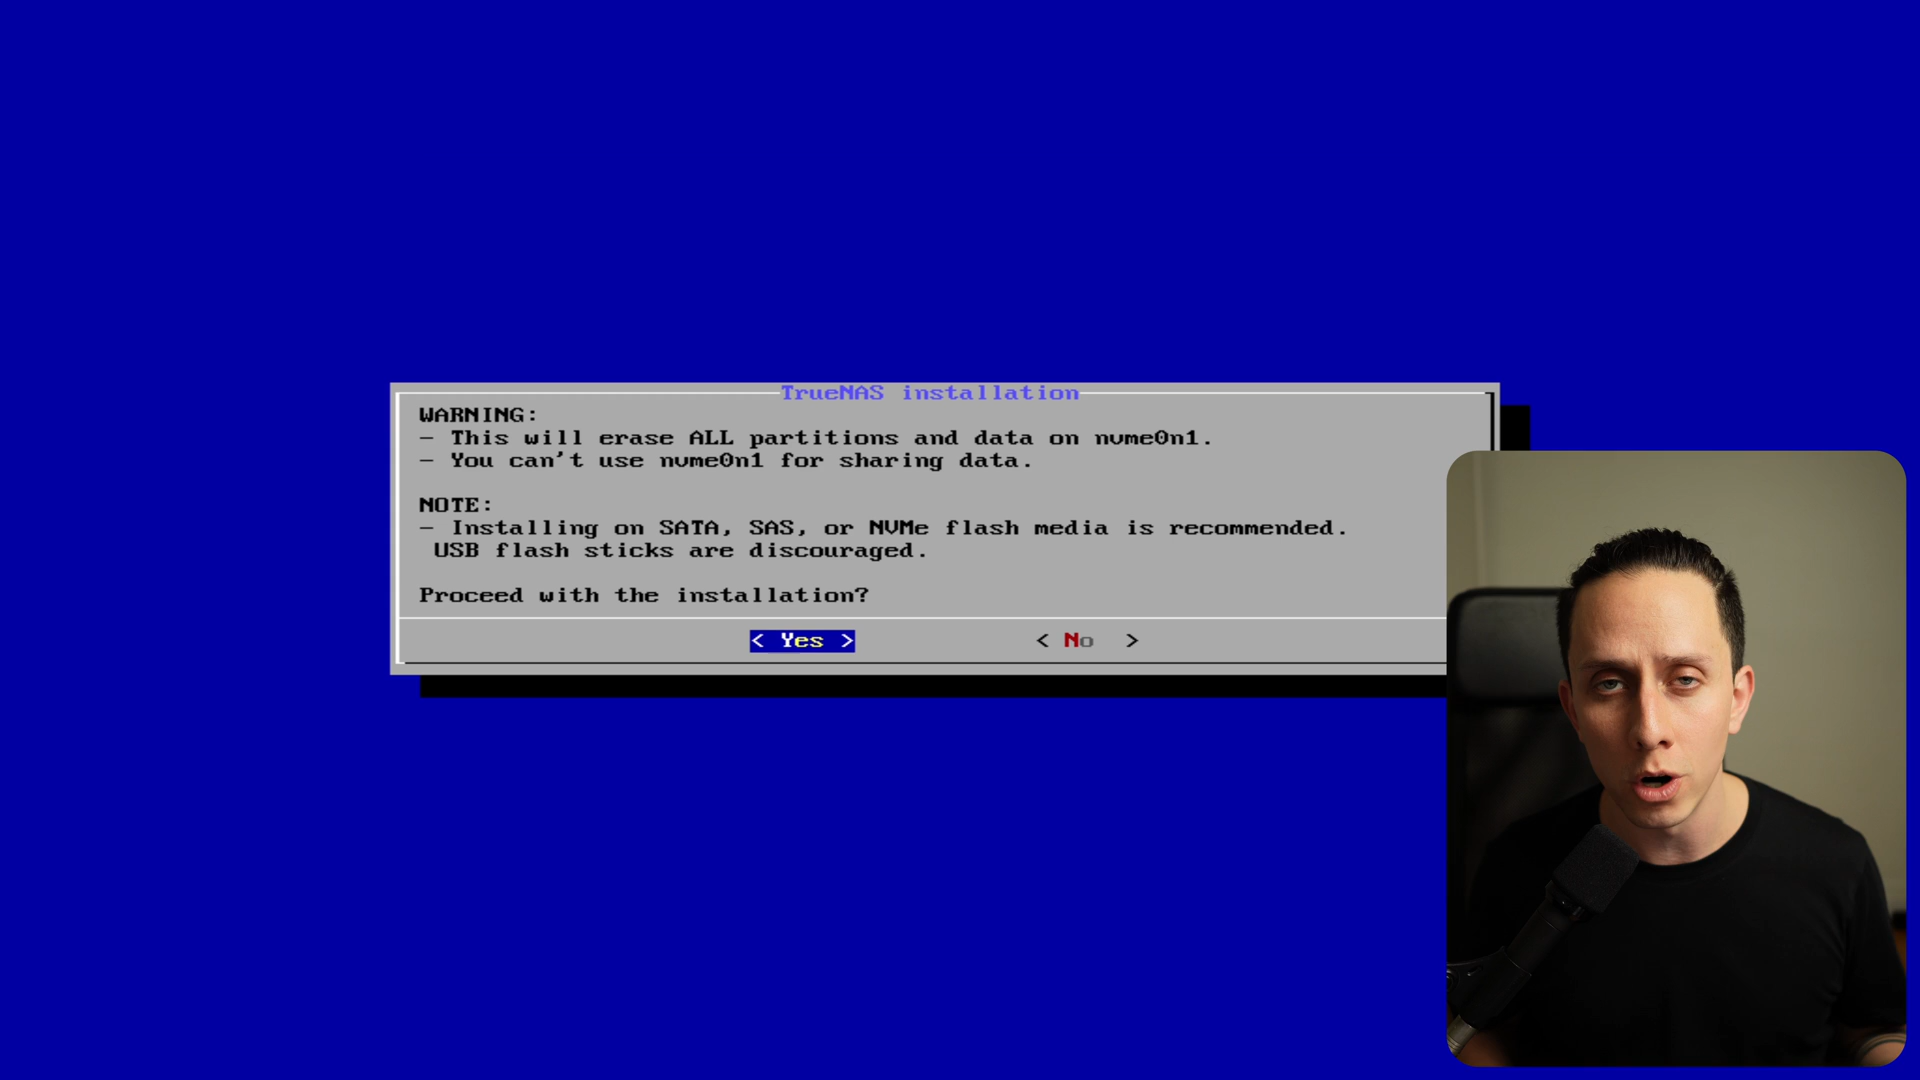 TrueNAS installation
WARNING:
- This will erase ALL partitions and data on nvme0n1.
- You can't use nvme0n1 for sharing data.
NOTE:
- Installing on SATA, SAS, or NVMe flash media is recommended.
USB flash sticks are discouraged.
Proceed with the installation?
< Yes > < No >